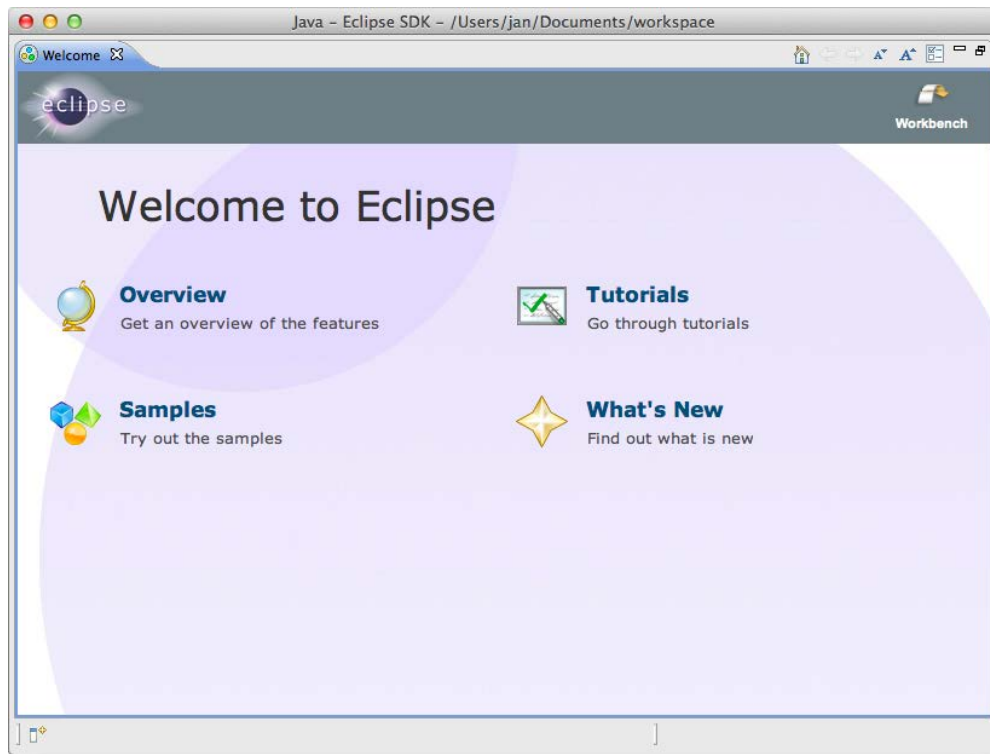 Java – Eclipse SDK – /Users/jan/Documents/workspace
Welcome
eclipse
Workbench
Welcome to Eclipse
Overview
Get an overview of the features
Tutorials
Go through tutorials
Samples
Try out the samples
What's New
Find out what is new